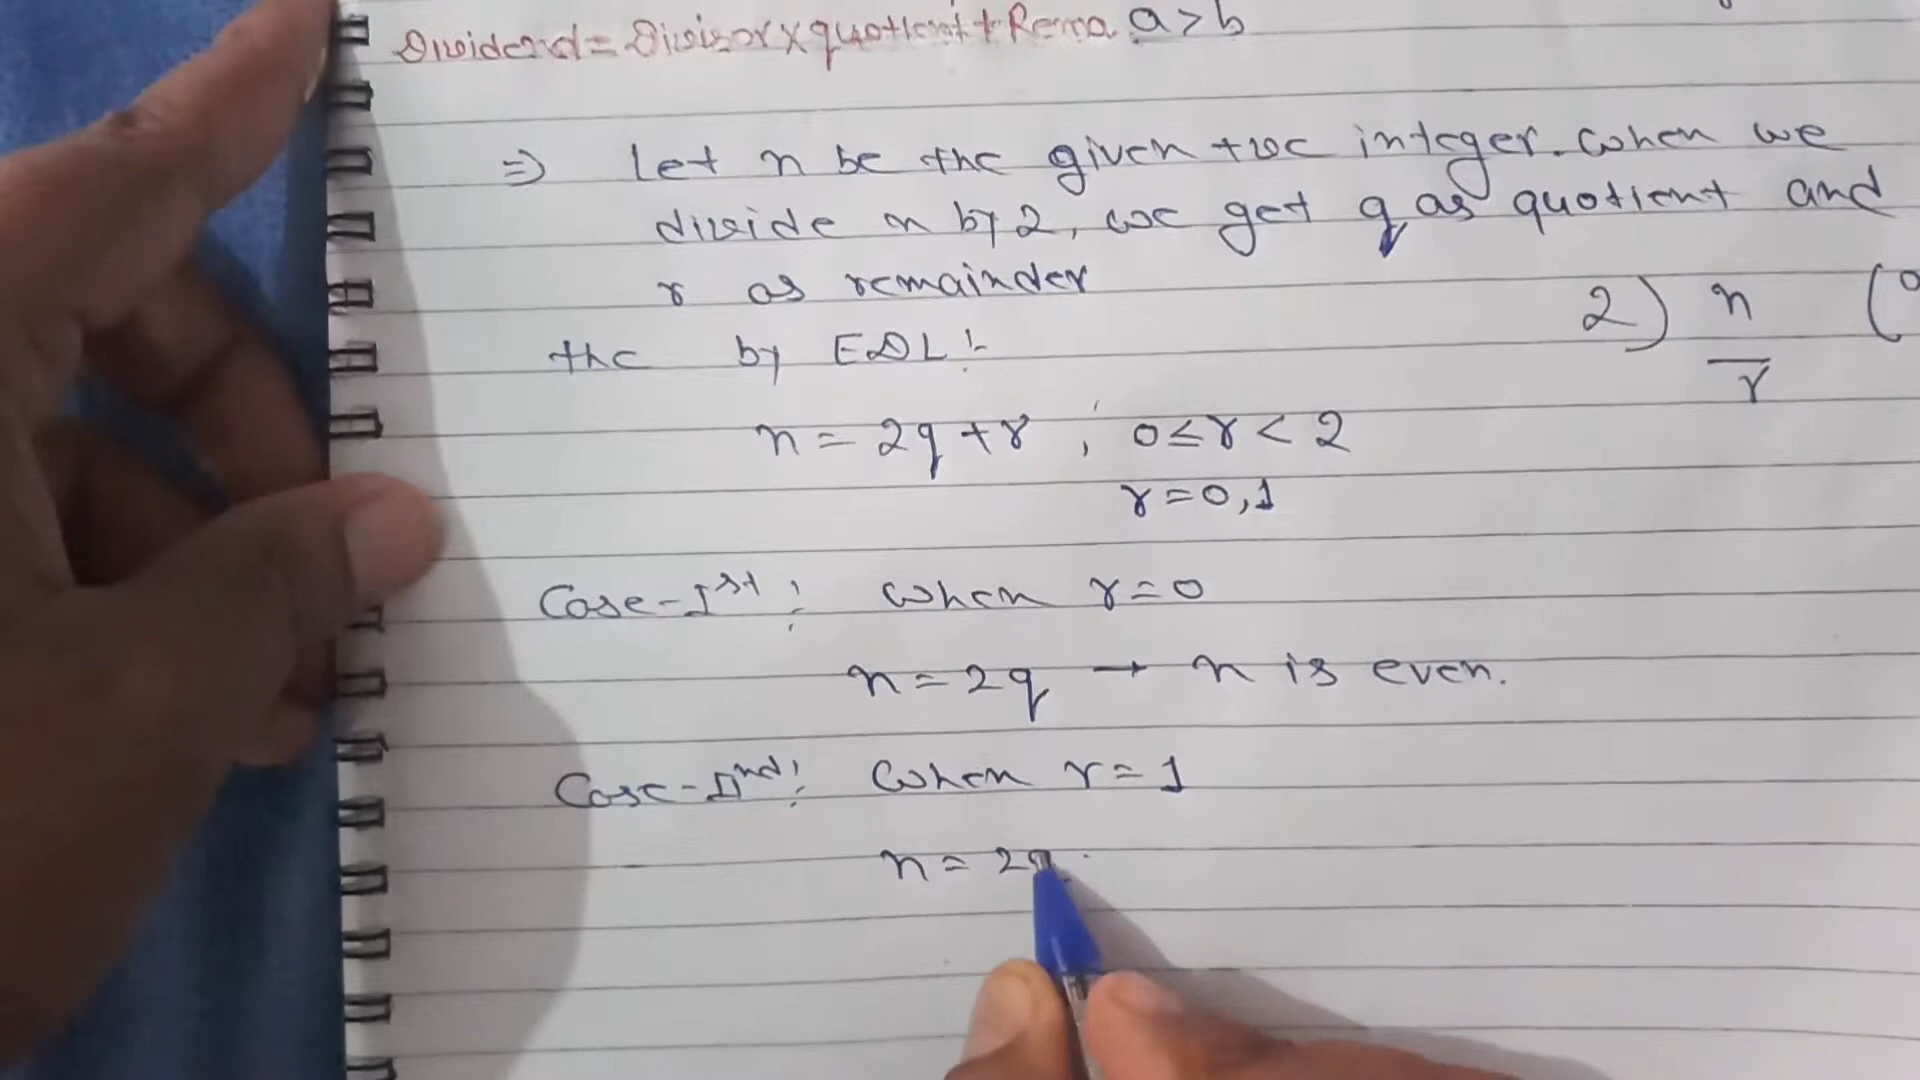 Dividend = Divisor × quotient + Rema a > b
⇒ Let n be the given +ve integer. When we
divide n by 2, we get q as quotient and
r as remainder
the by EDL :-
2 ) n (
r
n = 2q + r , 0 ≤ r < 2
r = 0, 1
Case - Ist : When r = 0
n = 2q → n is even.
Case - IInd : When r = 1
n = 2q